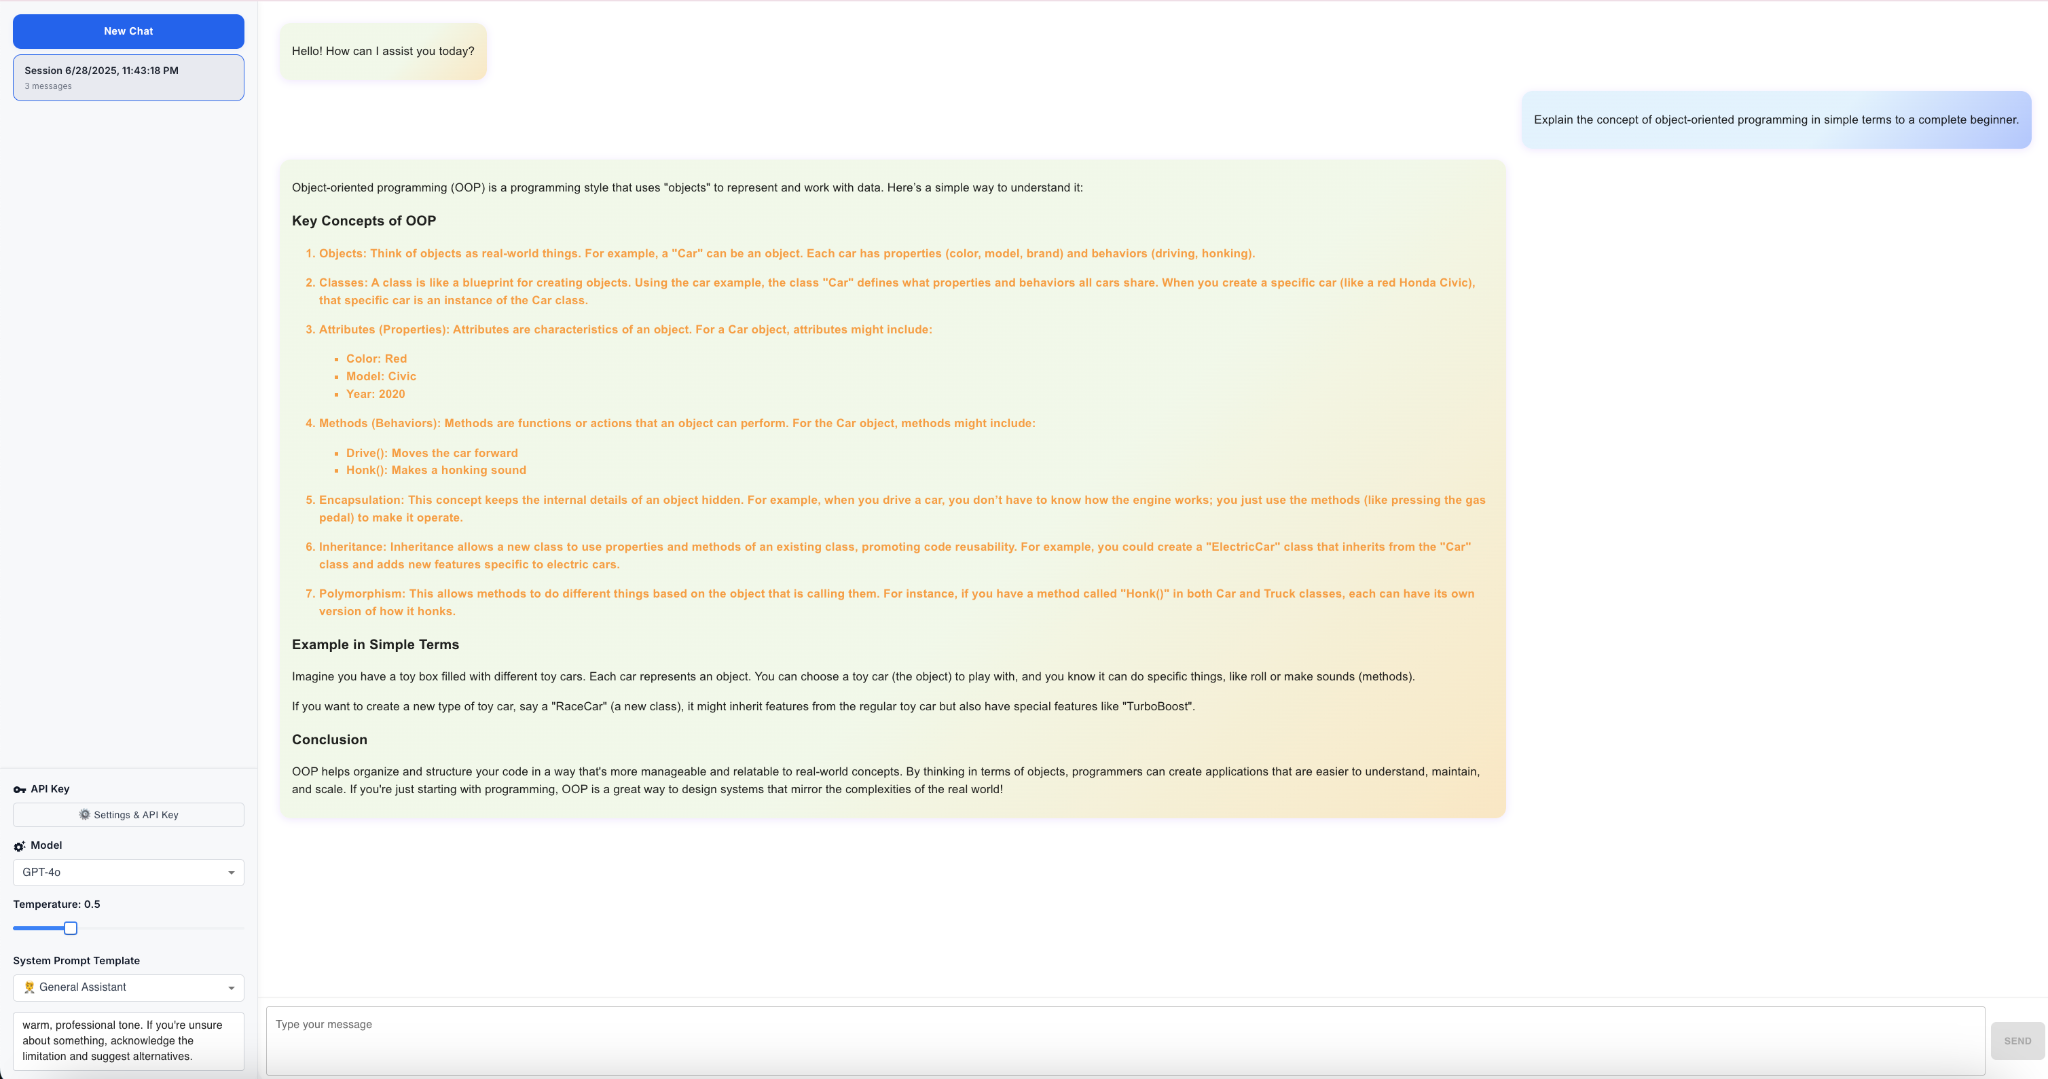 New Chat
Session 6/28/2025, 11:43:18 PM
3 messages
Hello! How can I assist you today?
Explain the concept of object-oriented programming in simple terms to a complete beginner.
Object-oriented programming (OOP) is a programming style that uses "objects" to represent and work with data. Here's a simple way to understand it:
Key Concepts of OOP
1. Objects: Think of objects as real-world things. For example, a "Car" can be an object. Each car has properties (color, model, brand) and behaviors (driving, honking).
2. Classes: A class is like a blueprint for creating objects. Using the car example, the class "Car" defines what properties and behaviors all cars share. When you create a specific car (like a red Honda Civic),
that specific car is an instance of the Car class.
3. Attributes (Properties): Attributes are characteristics of an object. For a Car object, attributes might include:
▪ Color: Red
▪ Model: Civic
▪ Year: 2020
4. Methods (Behaviors): Methods are functions or actions that an object can perform. For the Car object, methods might include:
▪ Drive(): Moves the car forward
▪ Honk(): Makes a honking sound
5. Encapsulation: This concept keeps the internal details of an object hidden. For example, when you drive a car, you don't have to know how the engine works; you just use the methods (like pressing the gas
pedal) to make it operate.
6. Inheritance: Inheritance allows a new class to use properties and methods of an existing class, promoting code reusability. For example, you could create a "ElectricCar" class that inherits from the "Car"
class and adds new features specific to electric cars.
7. Polymorphism: This allows methods to do different things based on the object that is calling them. For instance, if you have a method called "Honk()" in both Car and Truck classes, each can have its own
version of how it honks.
Example in Simple Terms
Imagine you have a toy box filled with different toy cars. Each car represents an object. You can choose a toy car (the object) to play with, and you know it can do specific things, like roll or make sounds (methods).
If you want to create a new type of toy car, say a "RaceCar" (a new class), it might inherit features from the regular toy car but also have special features like "TurboBoost".
Conclusion
OOP helps organize and structure your code in a way that's more manageable and relatable to real-world concepts. By thinking in terms of objects, programmers can create applications that are easier to understand, maintain,
and scale. If you're just starting with programming, OOP is a great way to design systems that mirror the complexities of the real world!
API Key
Settings & API Key
Model
GPT-4o
Temperature: 0.5
System Prompt Template
General Assistant
warm, professional tone. If you're unsure
about something, acknowledge the
limitation and suggest alternatives.
Type your message
SEND